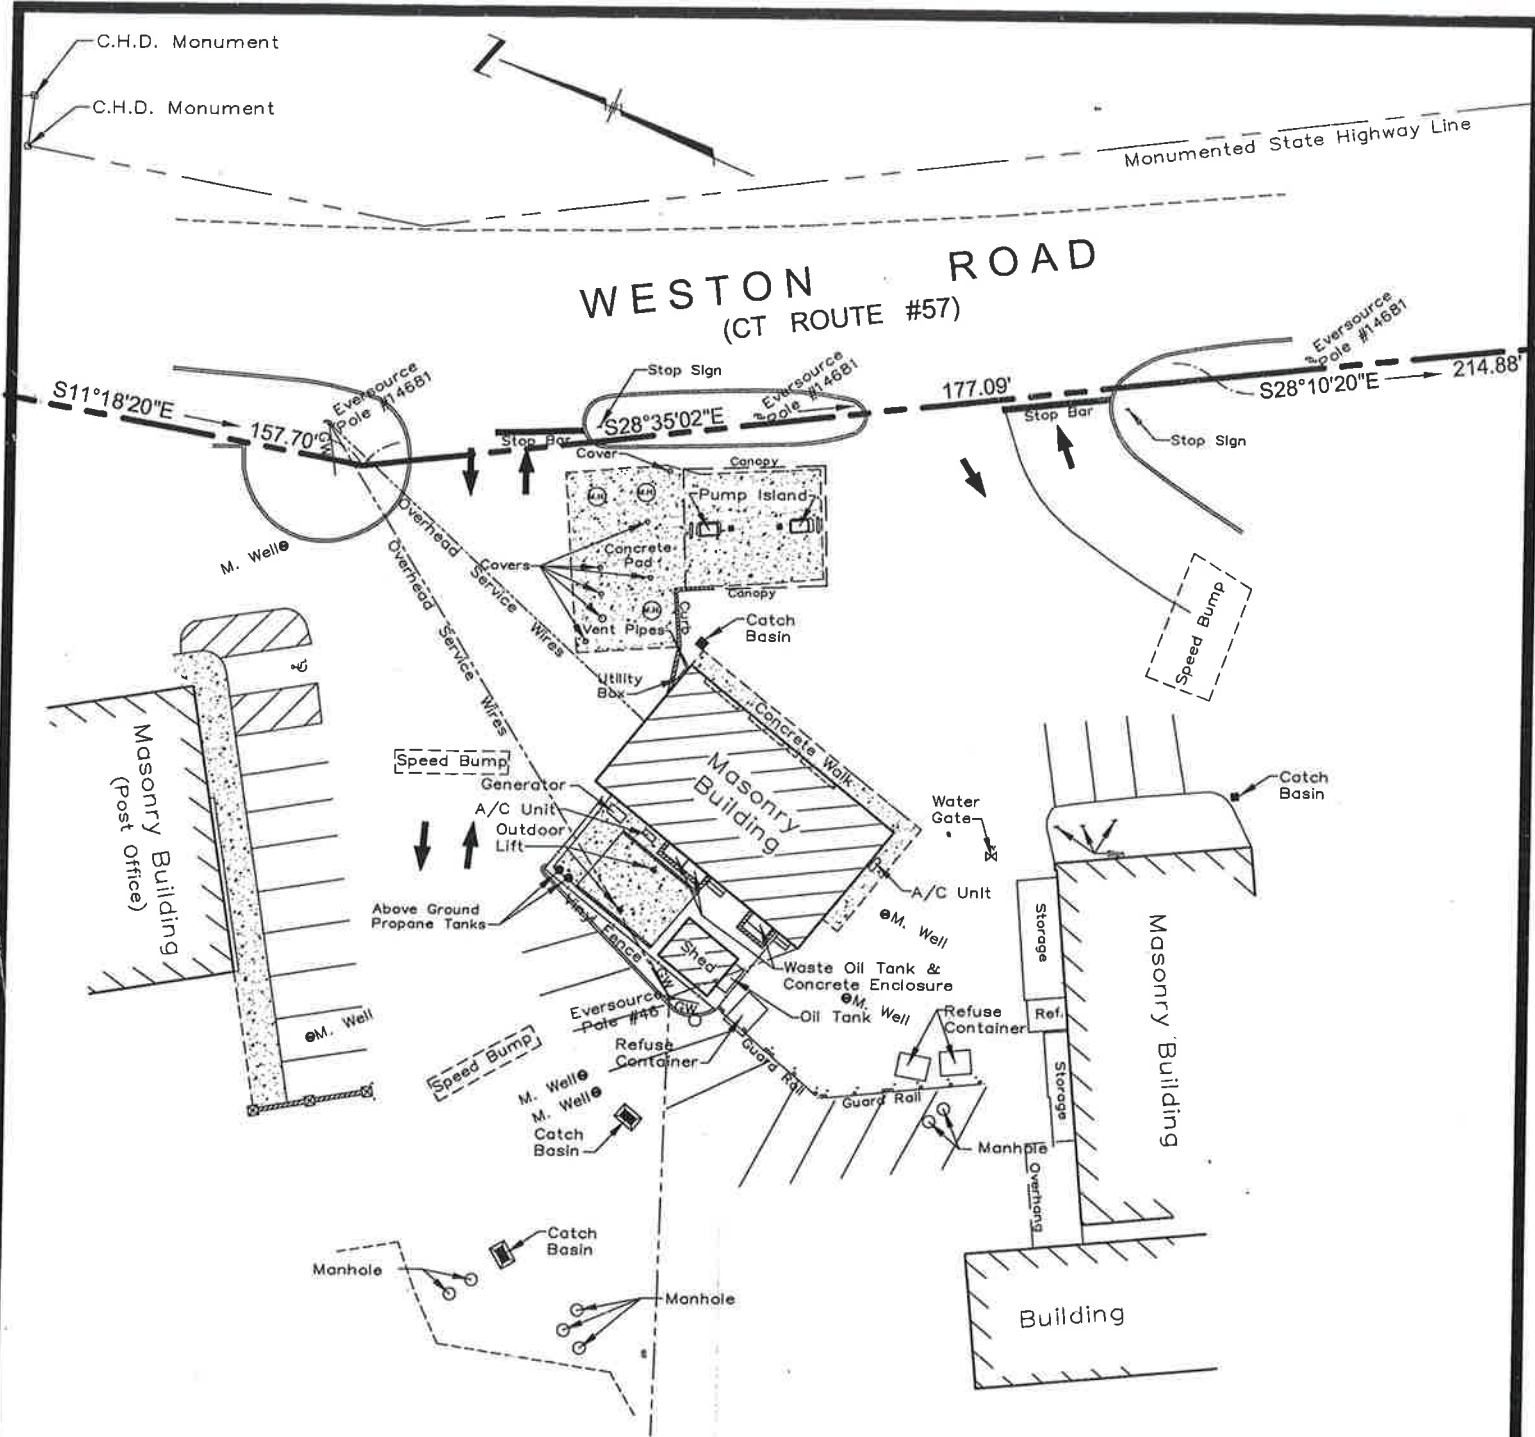 C.H.D. Monument
C.H.D. Monument
Monumented State Highway Line
WESTON ROAD
(CT ROUTE #57)
Eversource
Pole #14681
Stop Sign
Eversource
Pole #14681
Eversource
Pole #14681
S11°18'20"E
157.70'
GW
S28°35'02"E
177.09'
S28°10'20"E
214.88'
Stop Bar
Stop Bar
Stop Sign
Cover
Canopy
M.H.
M.H.
Pump Island
Concrete
Pad
Covers
M.H.
Canopy
Curb
Vent Pipes
Catch
Basin
Utility
Box
M. Well
Overhead
Service
Wires
Overhead
Service
Wires
Speed Bump
Masonry Building
(Post Office)
Speed Bump
Generator
A/C Unit
Outdoor
Lift
Masonry
Building
Concrete Walk
Water
Gate
Catch
Basin
A/C Unit
M. Well
Above Ground
Propane Tanks
Vinyl Fence
Shed
GW
GW
Waste Oil Tank &
Concrete Enclosure
M. Well
Oil Tank
Eversource
Pole #46
Refuse
Container
Refuse
Container
Storage
Ref.
Storage
Masonry Building
M. Well
Speed Bump
M. Well
M. Well
Catch
Basin
Guard Rail
Guard Rail
Manhole
Overhang
Catch
Basin
Manhole
Manhole
Building